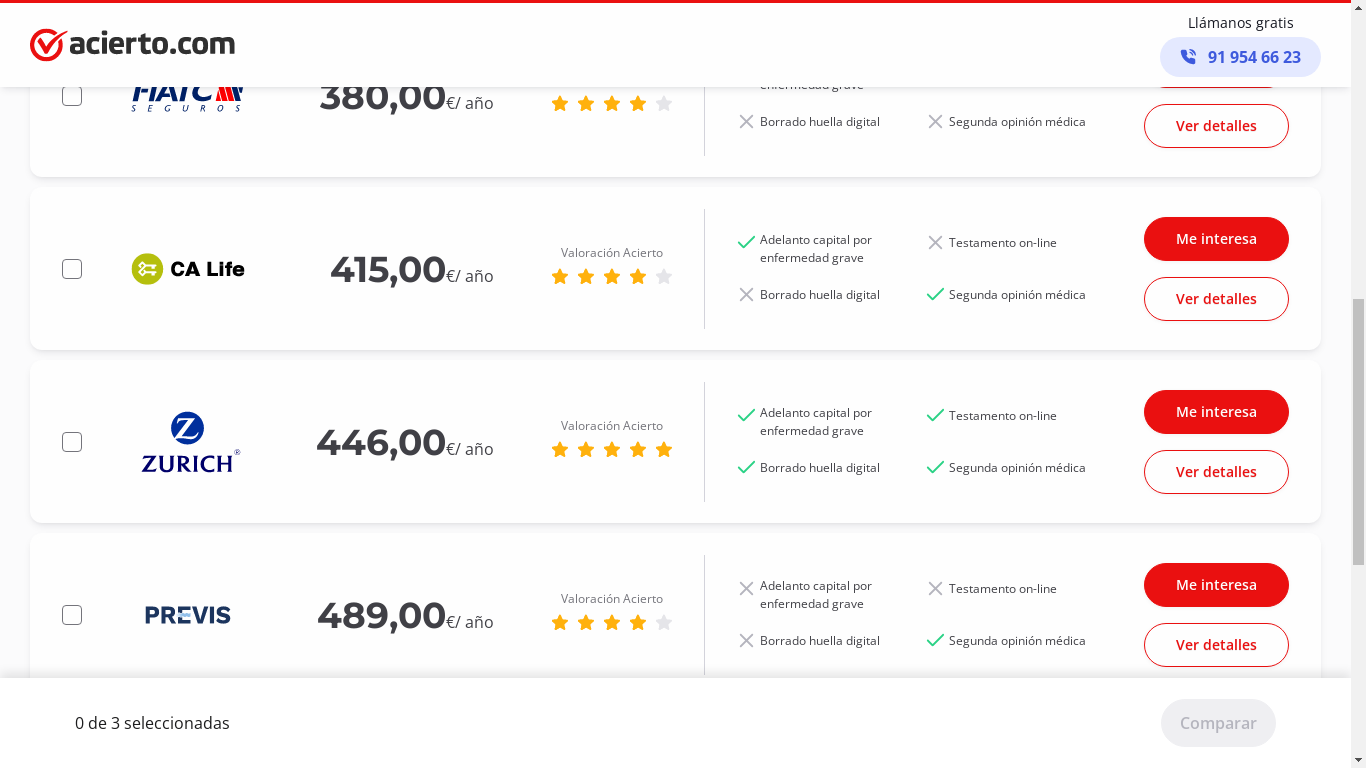 acierto.com
Llámanos gratis
91 954 66 23
FIATC
SEGUROS
380,00€/ año
enfermedad grave
Borrado huella digital
Segunda opinión médica
Ver detalles
CA Life
415,00€/ año
Valoración Acierto
Adelanto capital por
enfermedad grave
Testamento on-line
Borrado huella digital
Segunda opinión médica
Me interesa
Ver detalles
Z
ZURICH®
446,00€/ año
Valoración Acierto
Adelanto capital por
enfermedad grave
Testamento on-line
Borrado huella digital
Segunda opinión médica
Me interesa
Ver detalles
PREVIS
489,00€/ año
Valoración Acierto
Adelanto capital por
enfermedad grave
Testamento on-line
Borrado huella digital
Segunda opinión médica
Me interesa
Ver detalles
0 de 3 seleccionadas
Comparar